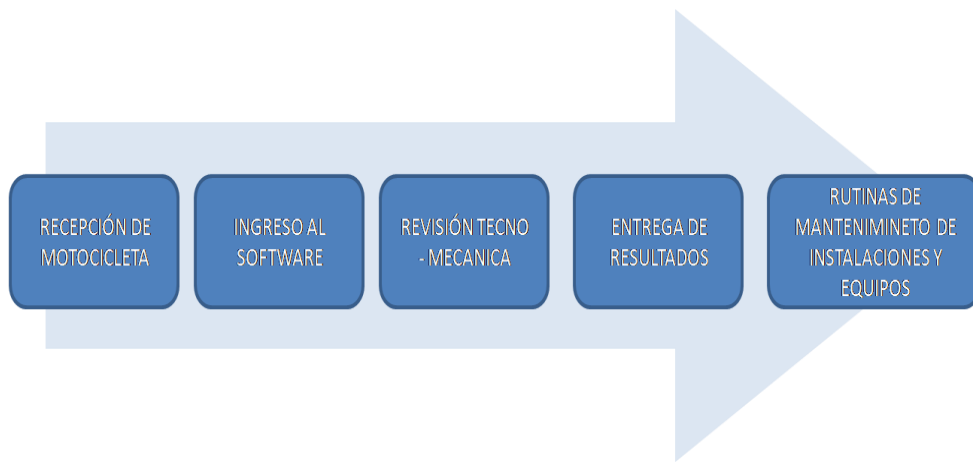 RECEPCIÓN DE
MOTOCICLETA
INGRESO AL
SOFTWARE
REVISIÓN TECNO
- MECANICA
ENTREGA DE
RESULTADOS
RUTINAS DE
MANTENIMINETO DE
INSTALACIONES Y
EQUIPOS